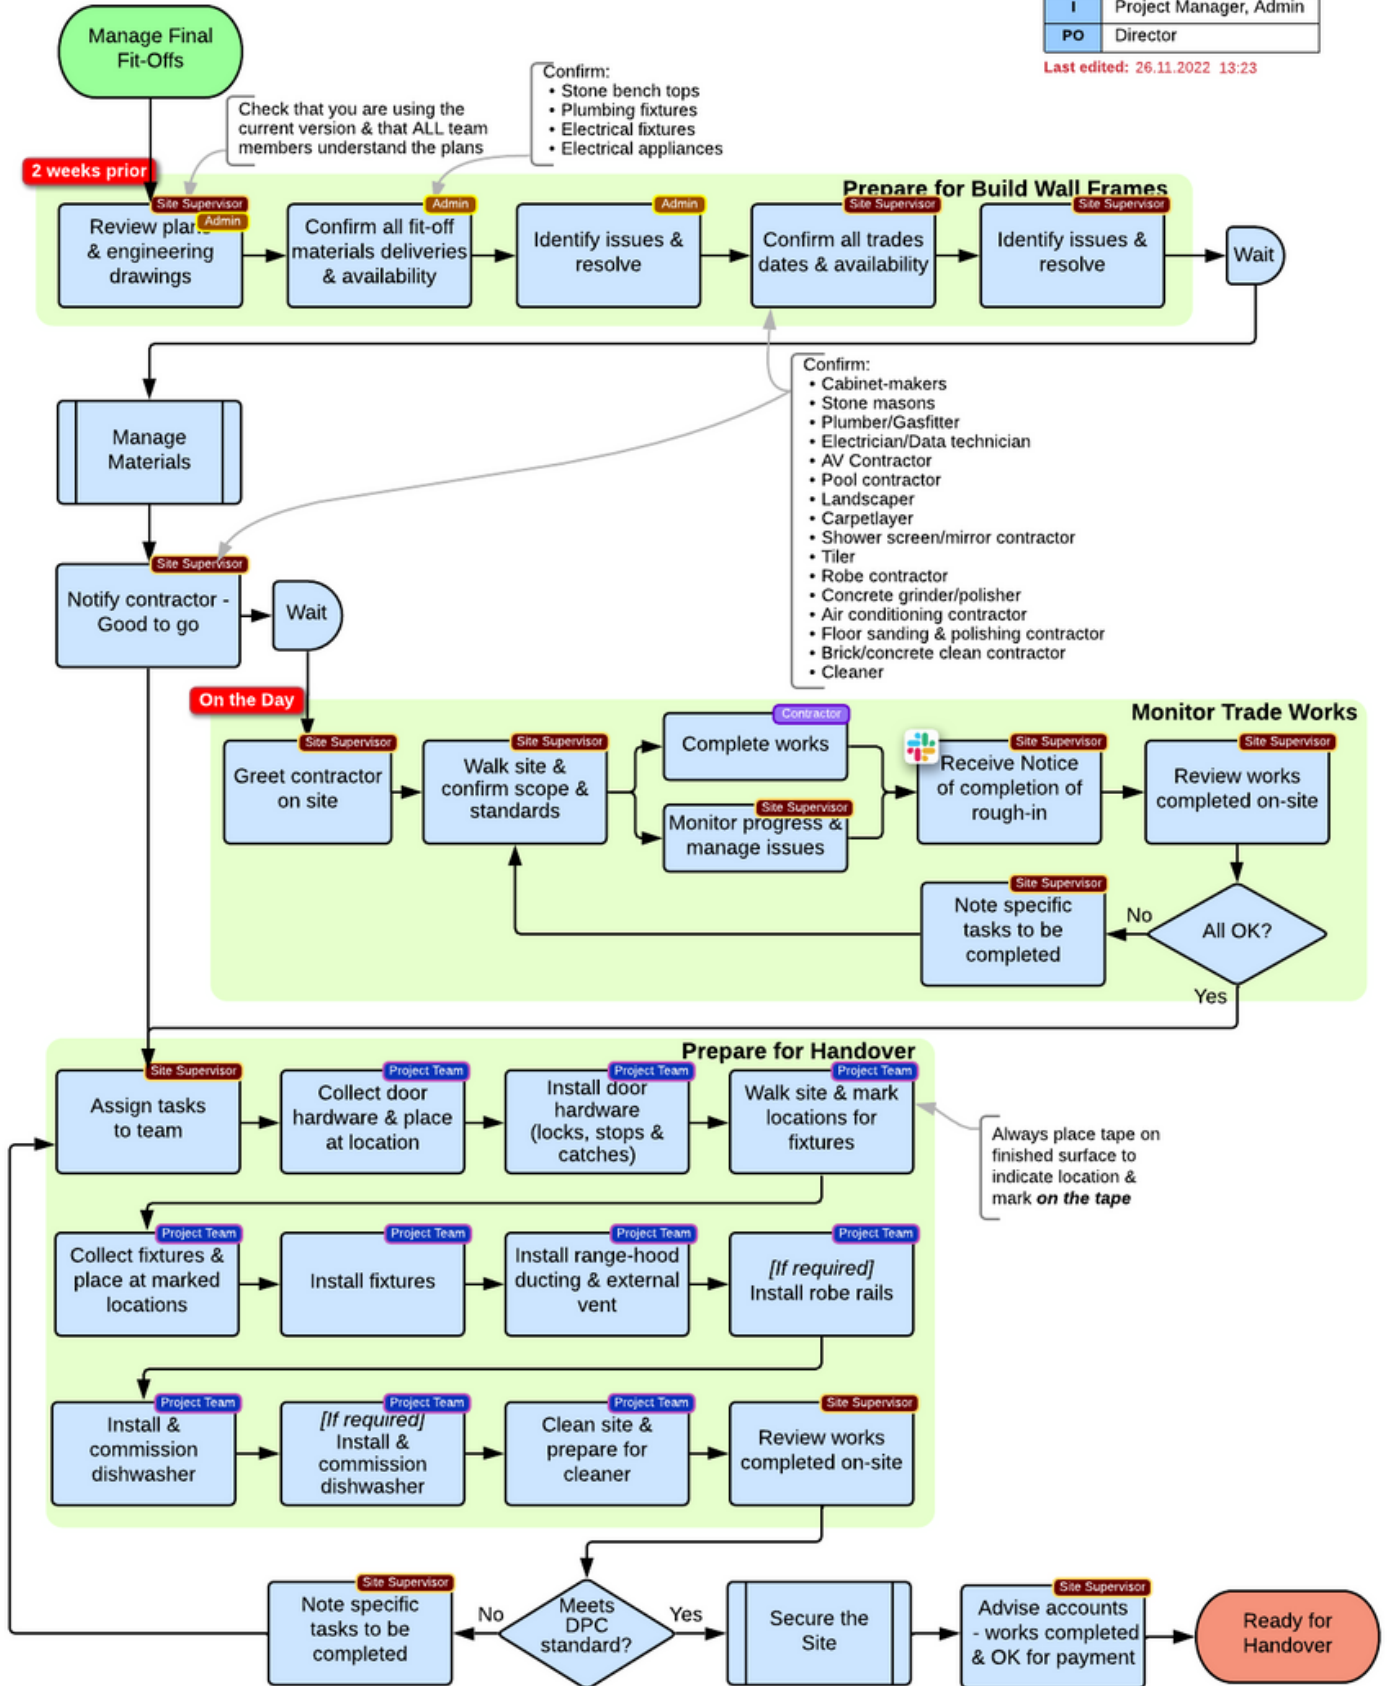 I
Project Manager, Admin
PO
Director
Last edited: 26.11.2022 13:23
Manage Final
Fit-Offs
Check that you are using the
current version & that ALL team
members understand the plans
Confirm:
• Stone bench tops
• Plumbing fixtures
• Electrical fixtures
• Electrical appliances
2 weeks prior
Prepare for Build Wall Frames
Site Supervisor
Admin
Review plans
& engineering
drawings
Admin
Confirm all fit-off
materials deliveries
& availability
Admin
Identify issues &
resolve
Site Supervisor
Confirm all trades
dates & availability
Site Supervisor
Identify issues &
resolve
Wait
Confirm:
• Cabinet-makers
• Stone masons
• Plumber/Gasfitter
• Electrician/Data technician
• AV Contractor
• Pool contractor
• Landscaper
• Carpetlayer
• Shower screen/mirror contractor
• Tiler
• Robe contractor
• Concrete grinder/polisher
• Air conditioning contractor
• Floor sanding & polishing contractor
• Brick/concrete clean contractor
• Cleaner
Manage
Materials
Site Supervisor
Notify contractor -
Good to go
Wait
On the Day
Monitor Trade Works
Site Supervisor
Greet contractor
on site
Site Supervisor
Walk site &
confirm scope &
standards
Contractor
Complete works
Site Supervisor
Monitor progress &
manage issues
Site Supervisor
Receive Notice
of completion of
rough-in
Site Supervisor
Review works
completed on-site
All OK?
No
Site Supervisor
Note specific
tasks to be
completed
Yes
Prepare for Handover
Site Supervisor
Assign tasks
to team
Project Team
Collect door
hardware & place
at location
Project Team
Install door
hardware
(locks, stops &
catches)
Project Team
Walk site & mark
locations for
fixtures
Always place tape on
finished surface to
indicate location &
mark on the tape
Project Team
Collect fixtures &
place at marked
locations
Project Team
Install fixtures
Project Team
Install range-hood
ducting & external
vent
Project Team
[If required]
Install robe rails
Project Team
Install &
commission
dishwasher
Project Team
[If required]
Install &
commission
dishwasher
Project Team
Clean site &
prepare for
cleaner
Site Supervisor
Review works
completed on-site
Site Supervisor
Note specific
tasks to be
completed
No
Meets
DPC
standard?
Yes
Secure the
Site
Site Supervisor
Advise accounts
- works completed
& OK for payment
Ready for
Handover